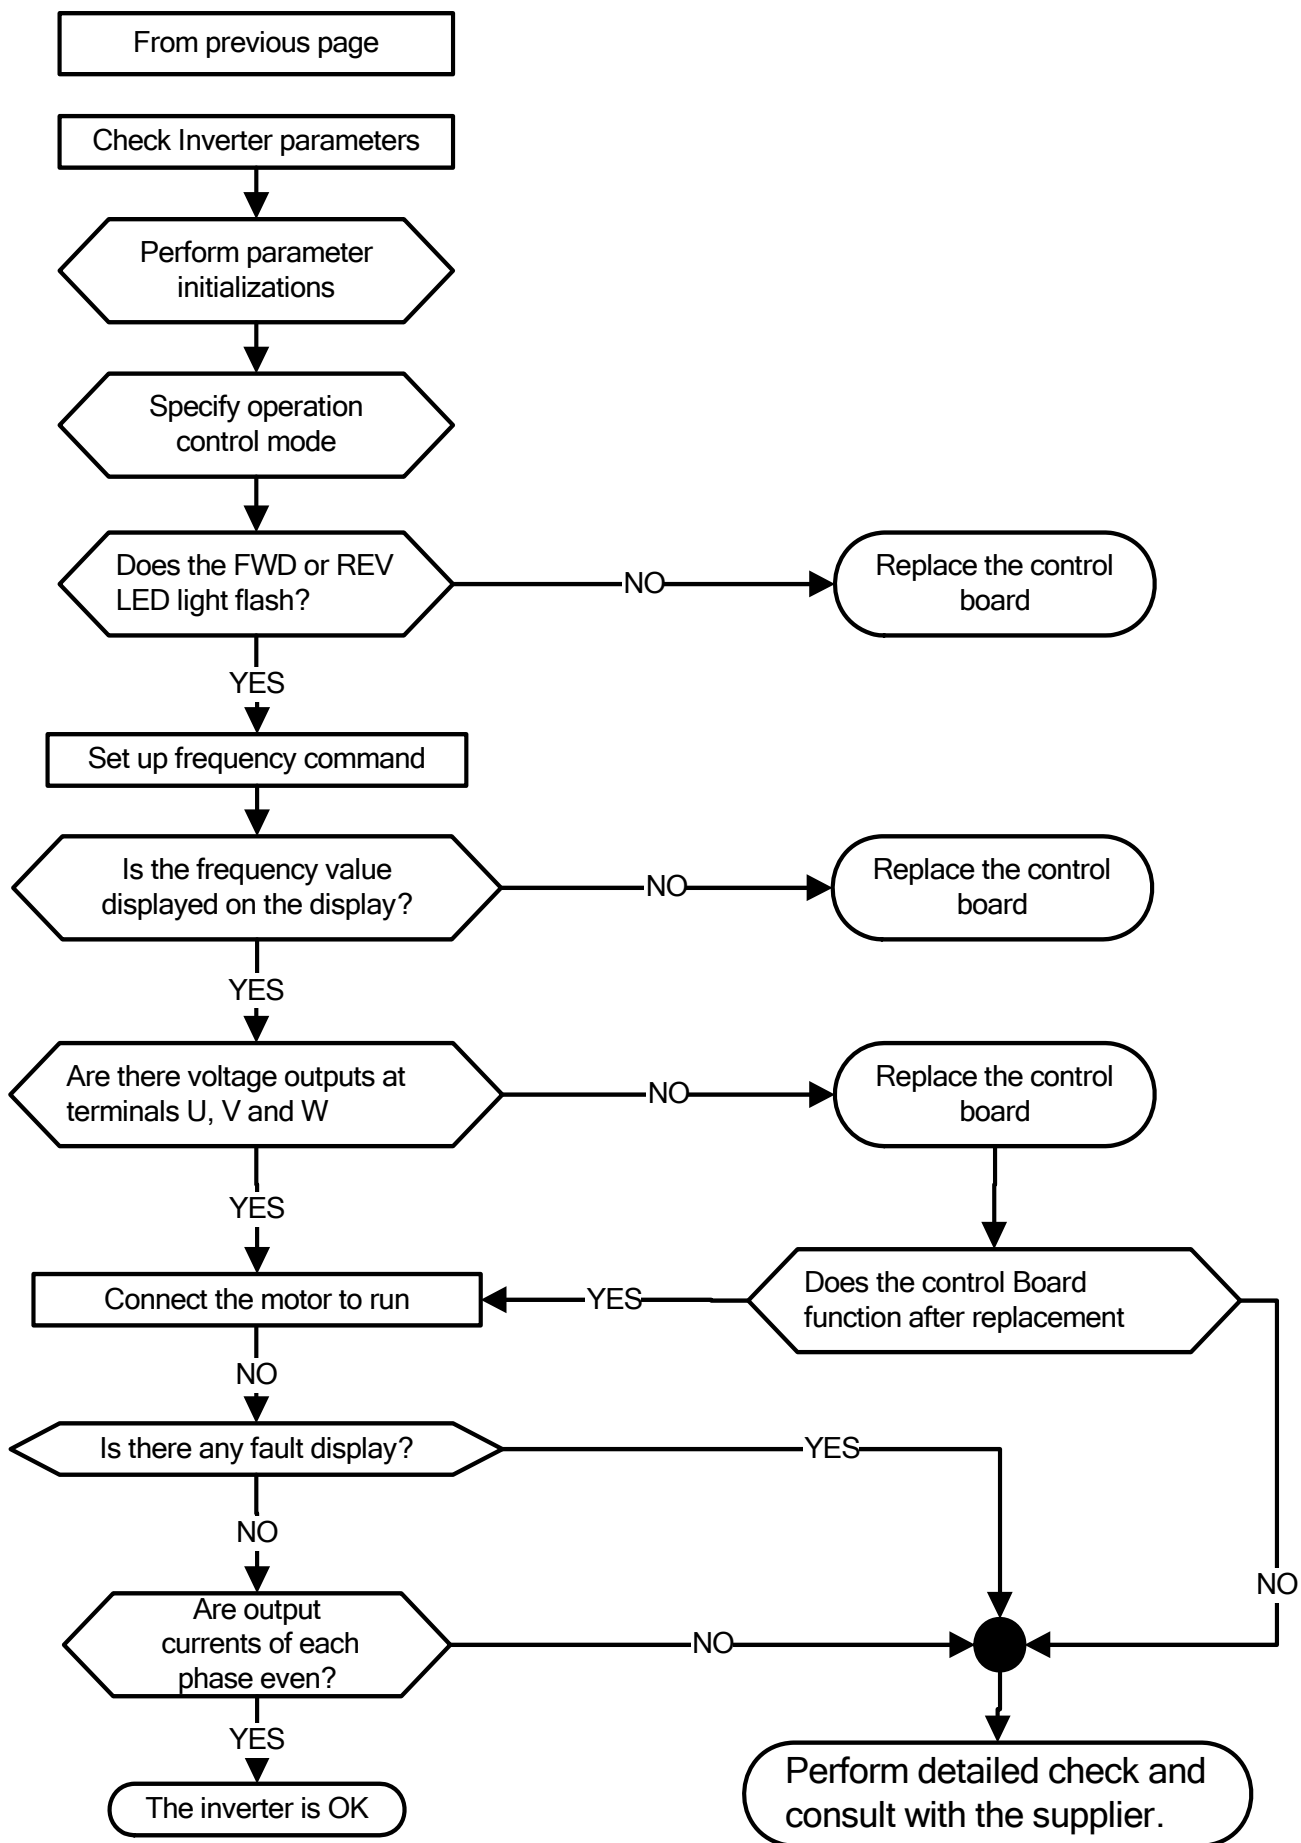 From previous page
Check Inverter parameters
Perform parameter
initializations
Specify operation
control mode
Does the FWD or REV
LED light flash?
NO
Replace the control
board
YES
Set up frequency command
Is the frequency value
displayed on the display?
NO
Replace the control
board
YES
Are there voltage outputs at
terminals U, V and W
NO
Replace the control
board
YES
Connect the motor to run
YES
Does the control Board
function after replacement
NO
Is there any fault display?
YES
NO
NO
Are output
currents of each
phase even?
NO
YES
The inverter is OK
Perform detailed check and
consult with the supplier.